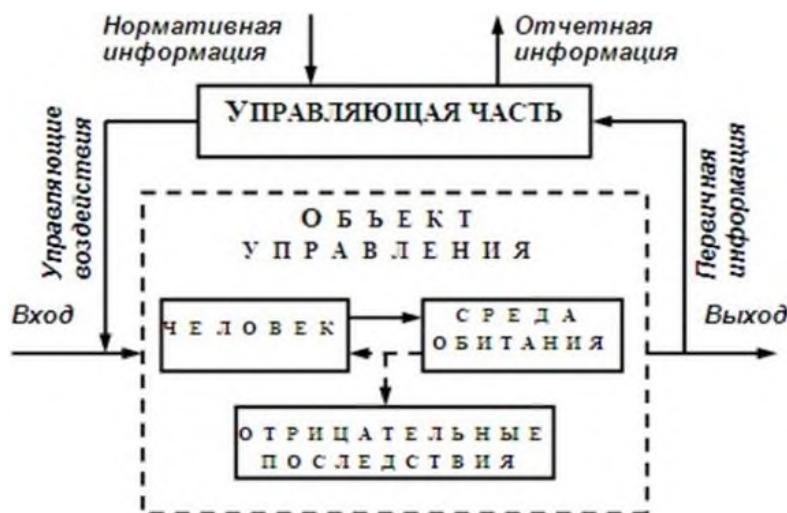 Нормативная
информация
Отчетная
информация
УПРАВЛЯЮЩАЯ ЧАСТЬ
Управляющие
воздействия
Первичная
информация
ОБЪЕКТ
УПРАВЛЕНИЯ
Вход
ЧЕЛОВЕК
СРЕДА
ОБИТАНИЯ
Выход
ОТРИЦАТЕЛЬНЫЕ
ПОСЛЕДСТВИЯ